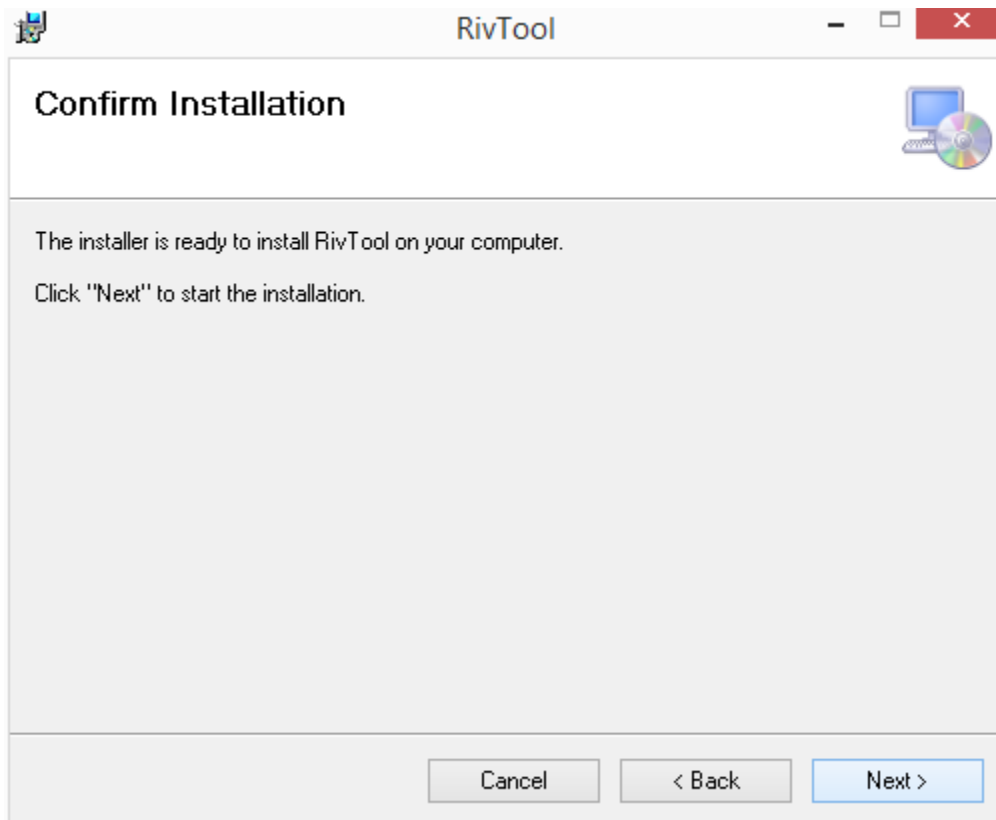 RivTool
Confirm Installation
The installer is ready to install RivTool on your computer.
Click "Next" to start the installation.
Cancel
< Back
Next >